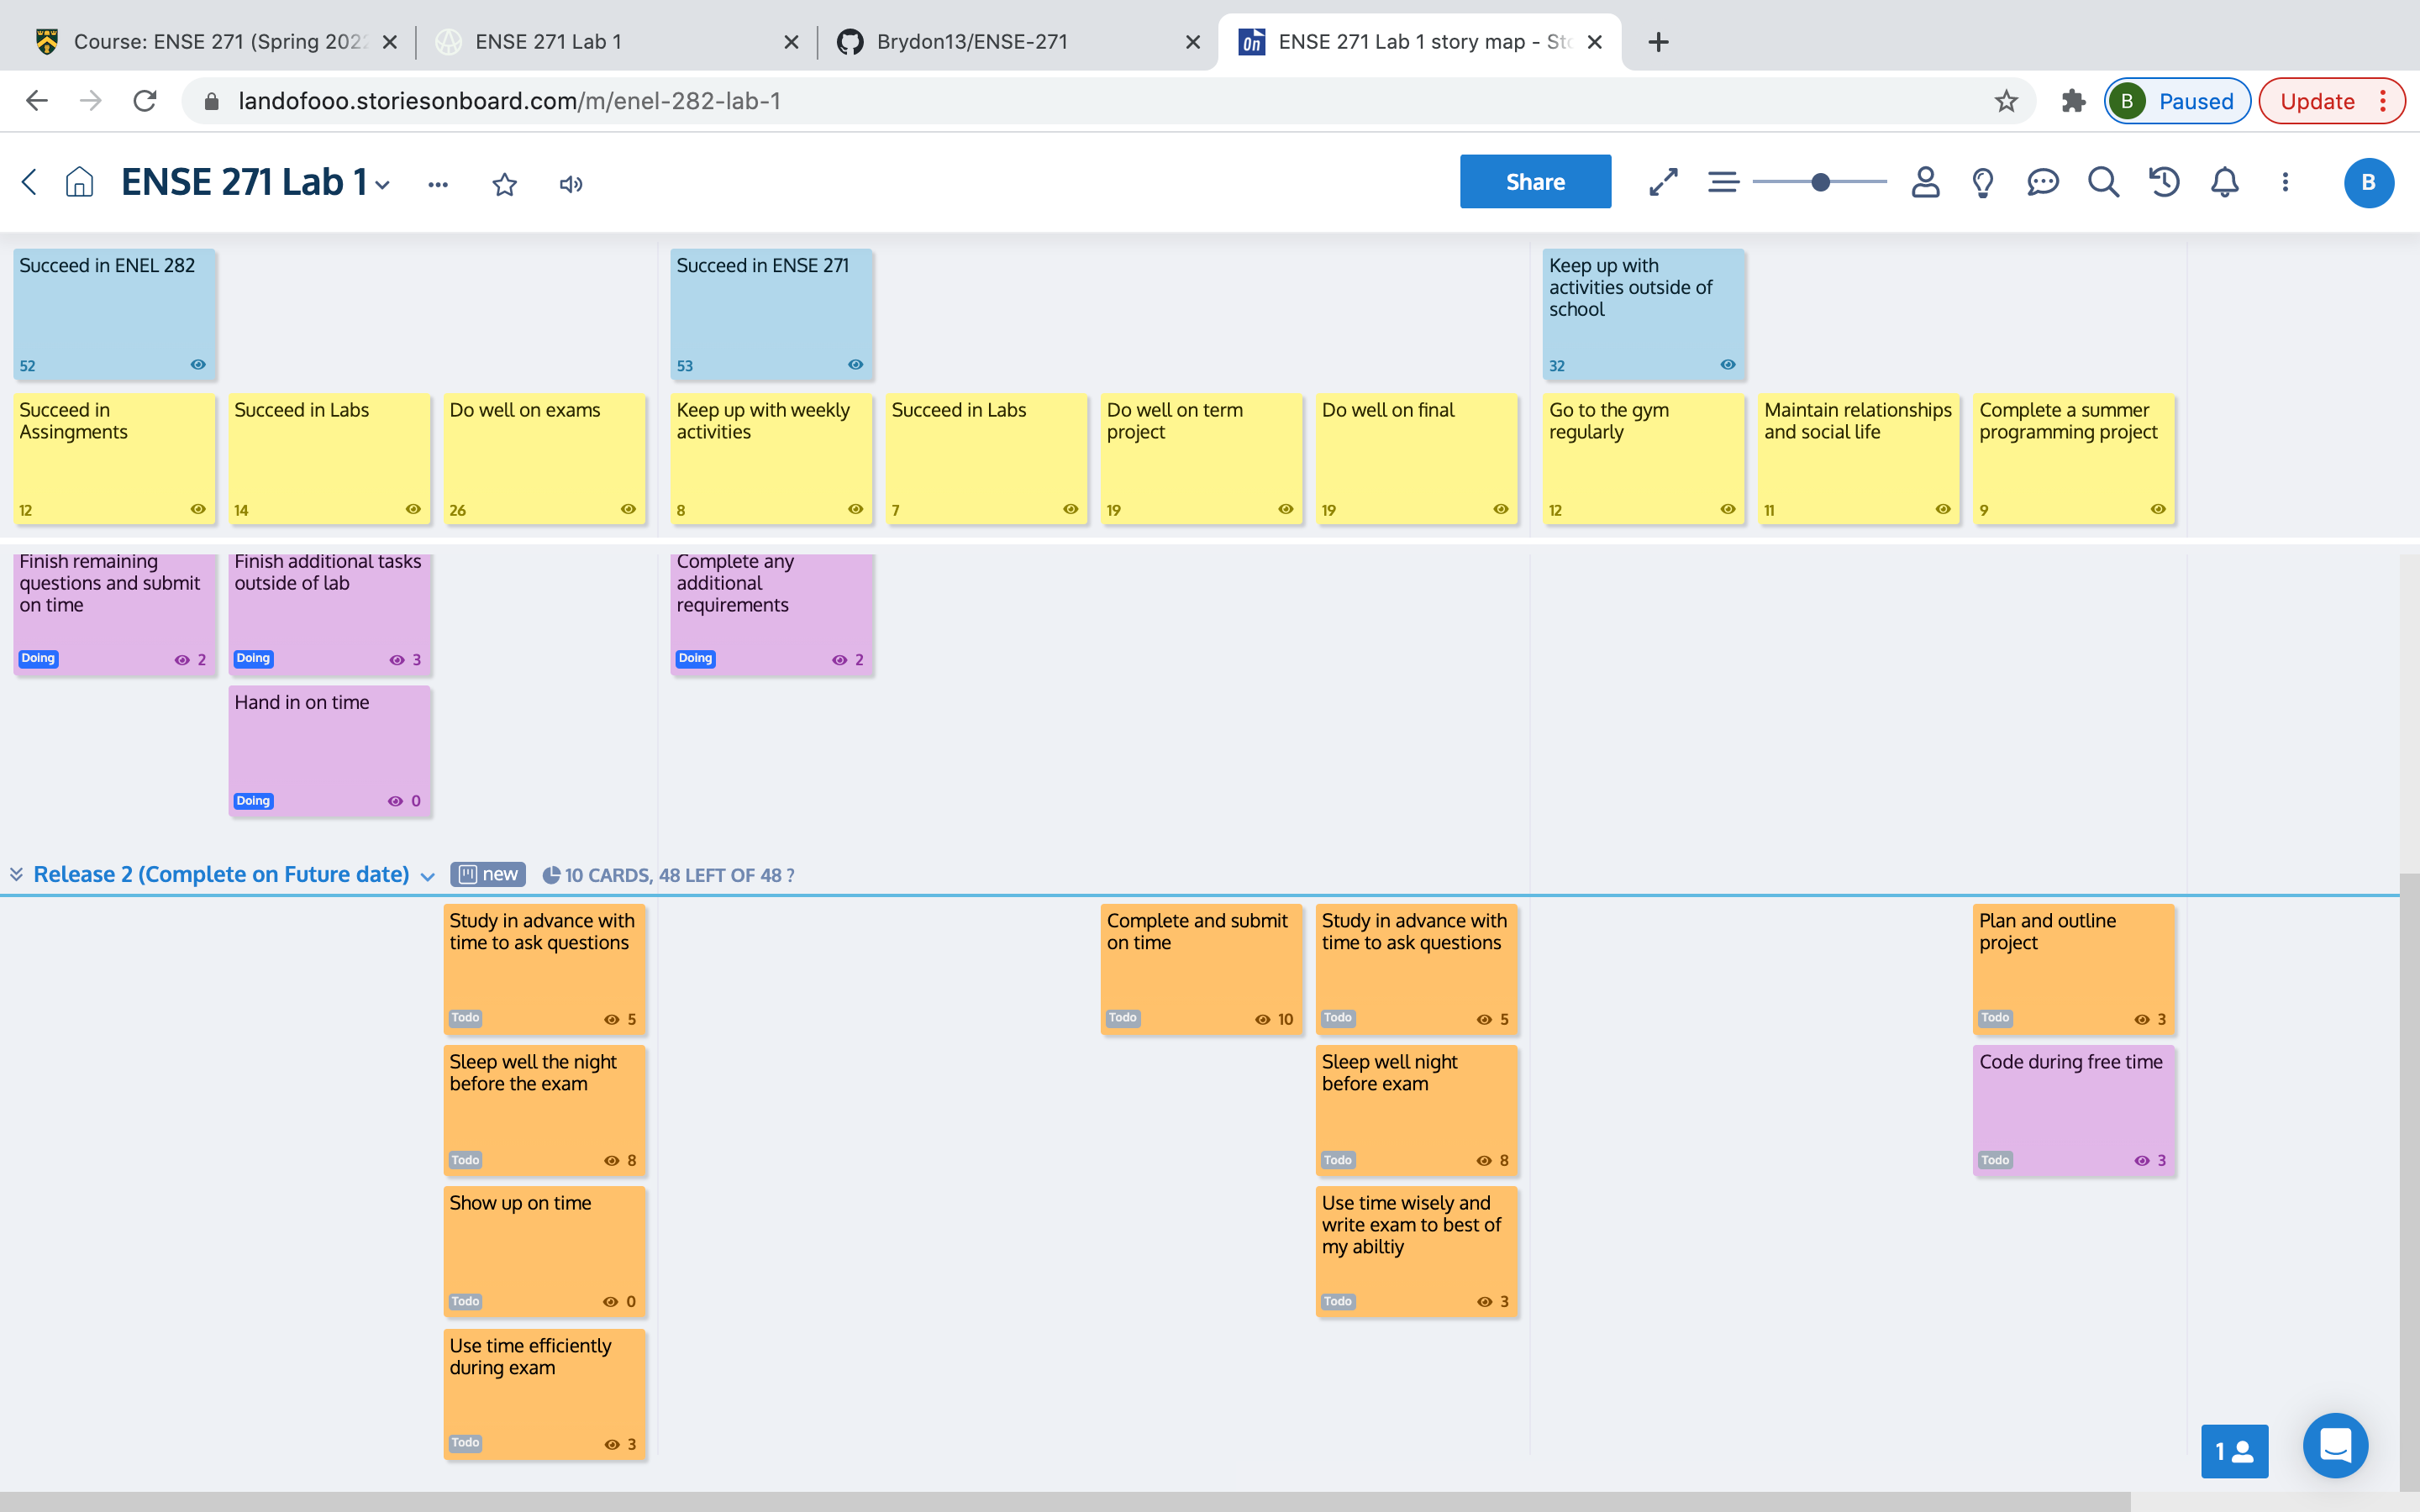 Course: ENSE 271 (Spring 202
ENSE 271 Lab 1
Brydon13/ENSE-271
ENSE 271 Lab 1 story map - Sto
landofooo.storiesonboard.com/m/enel-282-lab-1
B
Paused
Update
ENSE 271 Lab 1
Share
B
Succeed in ENEL 282
52
Succeed in ENSE 271
53
Keep up with
activities outside of
school
32
Succeed in
Assingments
12
Succeed in Labs
14
Do well on exams
26
Keep up with weekly
activities
8
Succeed in Labs
7
Do well on term
project
19
Do well on final
19
Go to the gym
regularly
12
Maintain relationships
and social life
11
Complete a summer
programming project
9
Finish remaining
questions and submit
on time
Doing
2
Finish additional tasks
outside of lab
Doing
3
Complete any
additional
requirements
Doing
2
Hand in on time
Doing
0
Release 2 (Complete on Future date)
new
10 CARDS, 48 LEFT OF 48 ?
Study in advance with
time to ask questions
Todo
5
Complete and submit
on time
Todo
10
Study in advance with
time to ask questions
Todo
5
Plan and outline
project
Todo
3
Sleep well the night
before the exam
Todo
8
Sleep well night
before exam
Todo
8
Code during free time
Todo
3
Show up on time
Todo
0
Use time wisely and
write exam to best of
my abiltiy
Todo
3
Use time efficiently
during exam
Todo
3
1